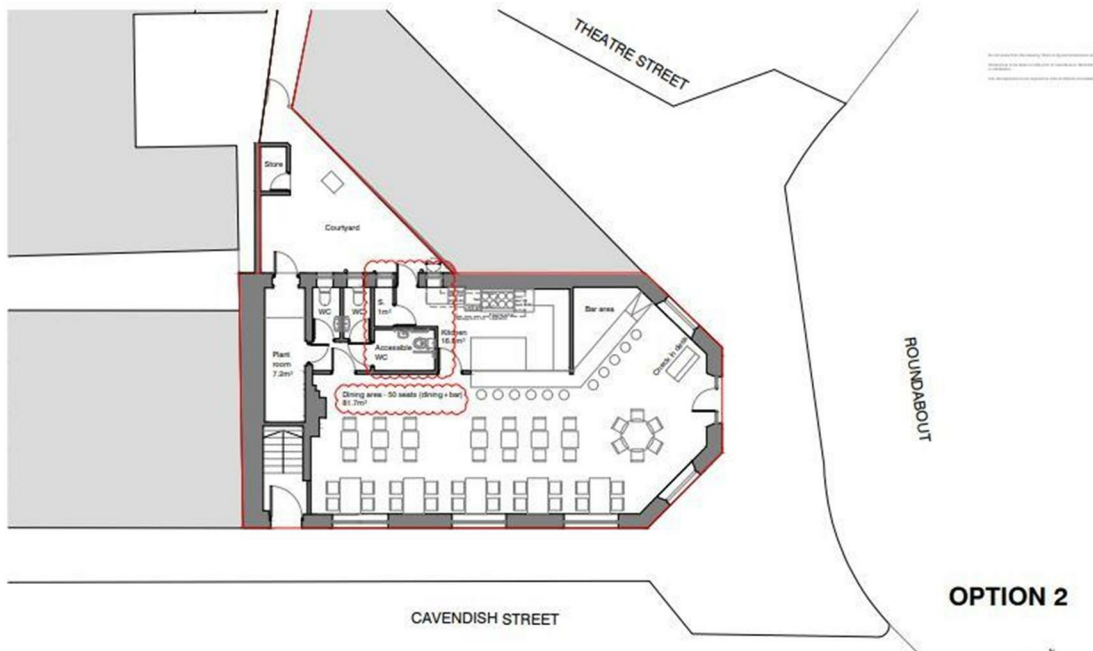 THEATRE STREET
Store
Courtyard
WC
WC
S.
1m²
Bar area
Kitchen
16.8m²
Accessible
WC
Check in desk
Plant
room
7.2m²
Dining area - 50 seats (dining + bar)
81.7m²
ROUNDABOUT
OPTION 2
CAVENDISH STREET